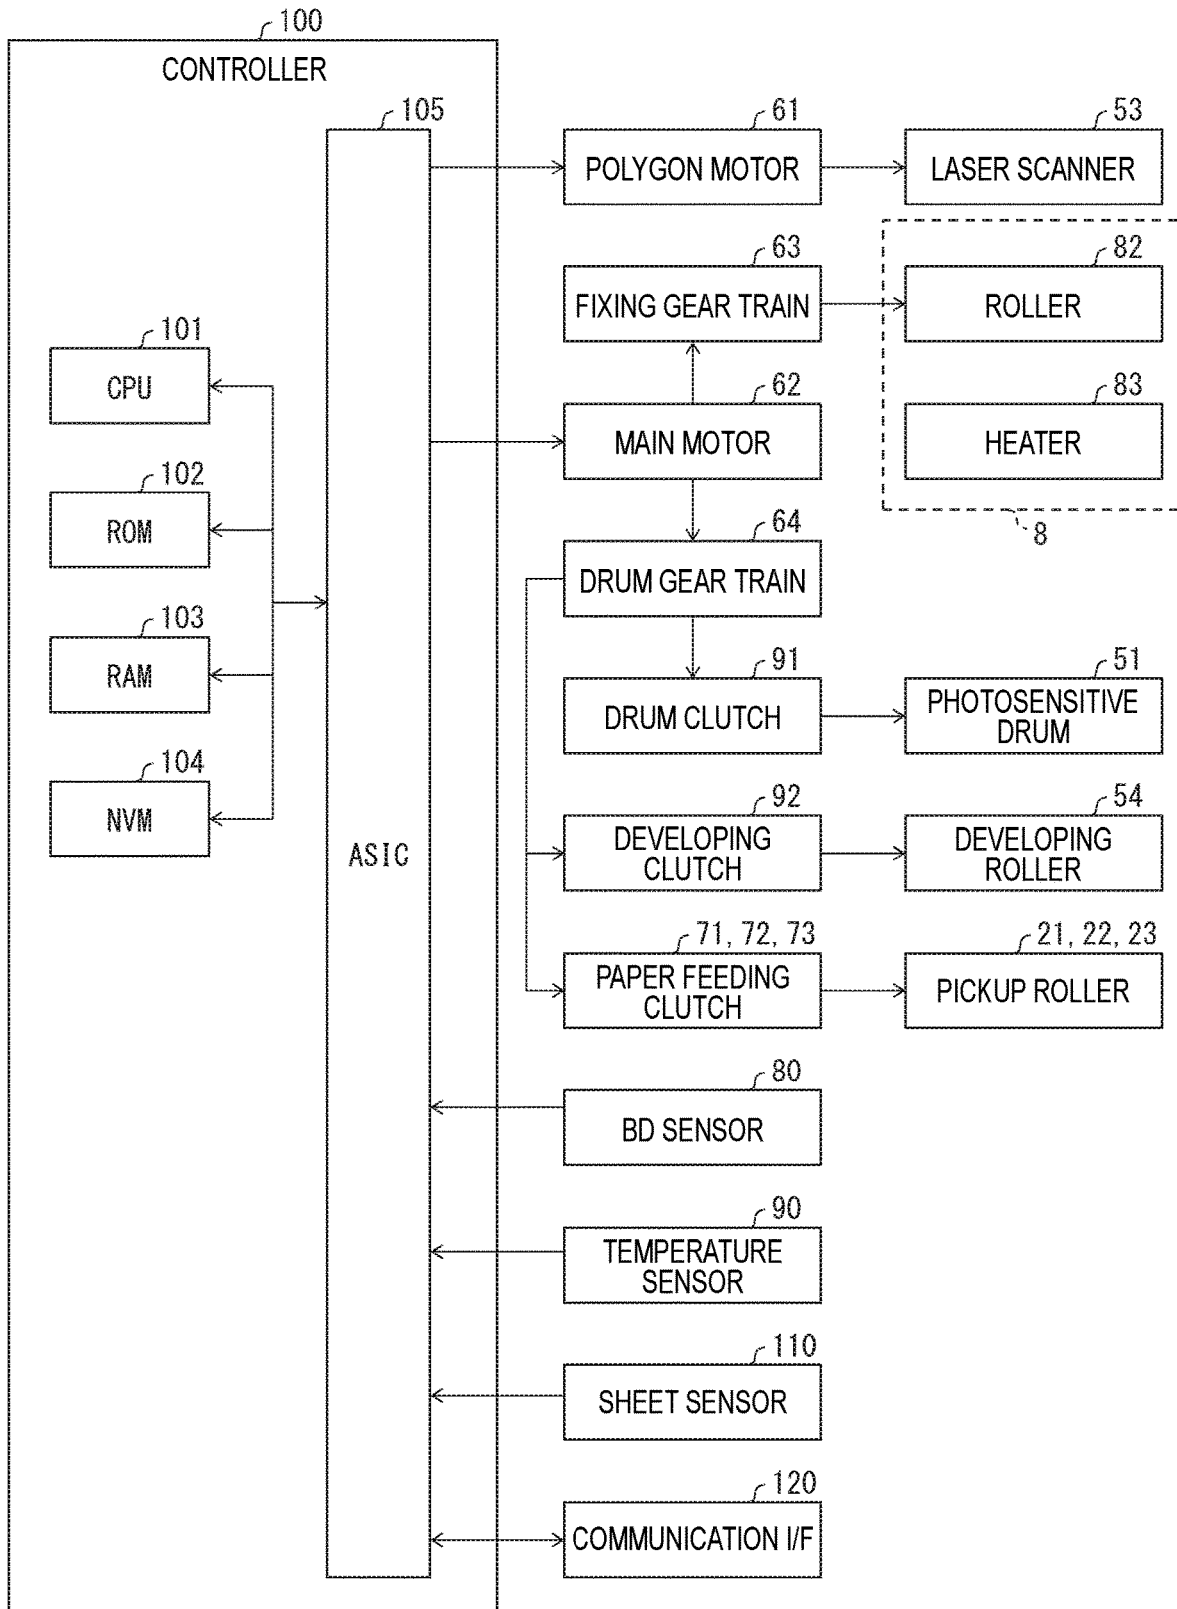 100
CONTROLLER
105
61
53
POLYGON MOTOR
LASER SCANNER
63
82
FIXING GEAR TRAIN
ROLLER
101
CPU
62
83
MAIN MOTOR
HEATER
102
ROM
64
8
DRUM GEAR TRAIN
103
RAM
91
51
DRUM CLUTCH
PHOTOSENSITIVE
DRUM
104
NVM
92
54
ASIC
DEVELOPING
CLUTCH
DEVELOPING
ROLLER
71, 72, 73
21, 22, 23
PAPER FEEDING
CLUTCH
PICKUP ROLLER
80
BD SENSOR
90
TEMPERATURE
SENSOR
110
SHEET SENSOR
120
COMMUNICATION I/F